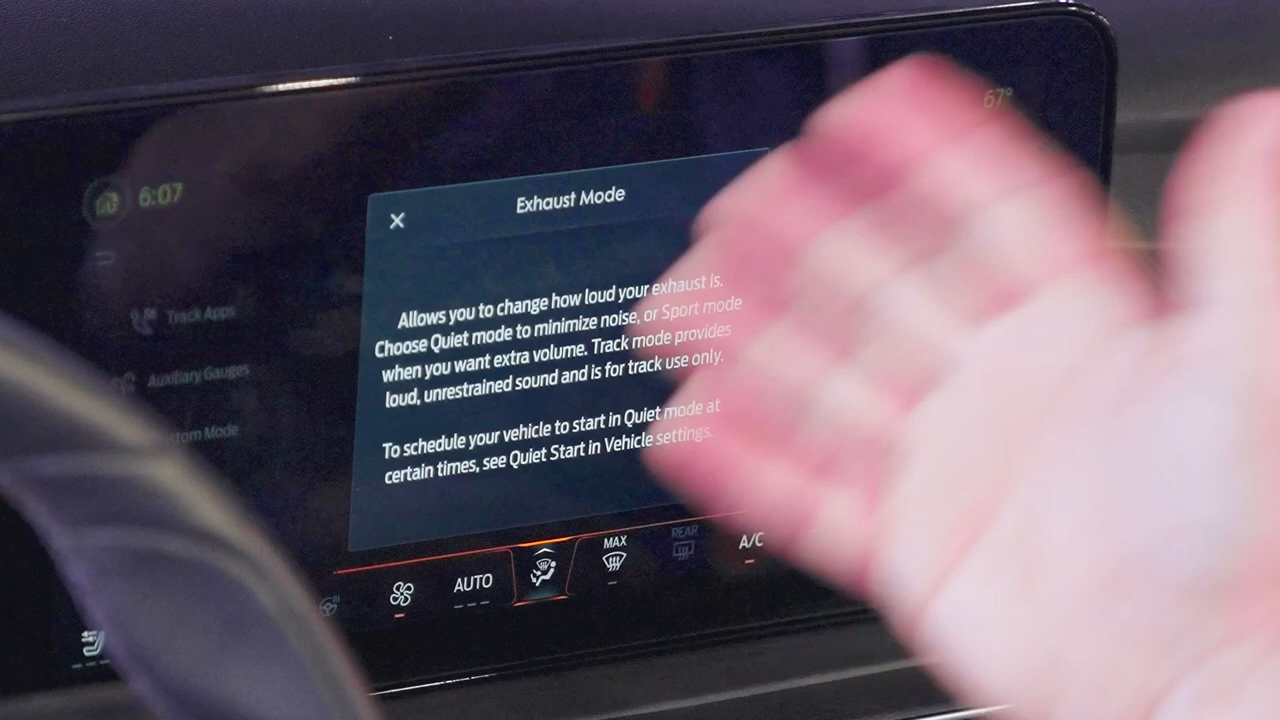 67°
6:07
Exhaust Mode
Track Apps
Auxiliary Gauges
Mode
Allows you to change how loud your exhaust is.
Choose Quiet mode to minimize noise, or Sport mode
when you want extra volume. Track mode provides
loud, unrestrained sound and is for track use only.
To schedule your vehicle to start in Quiet mode at
certain times, see Quiet Start in Vehicle settings.
AUTO
MAX
REAR
A/C